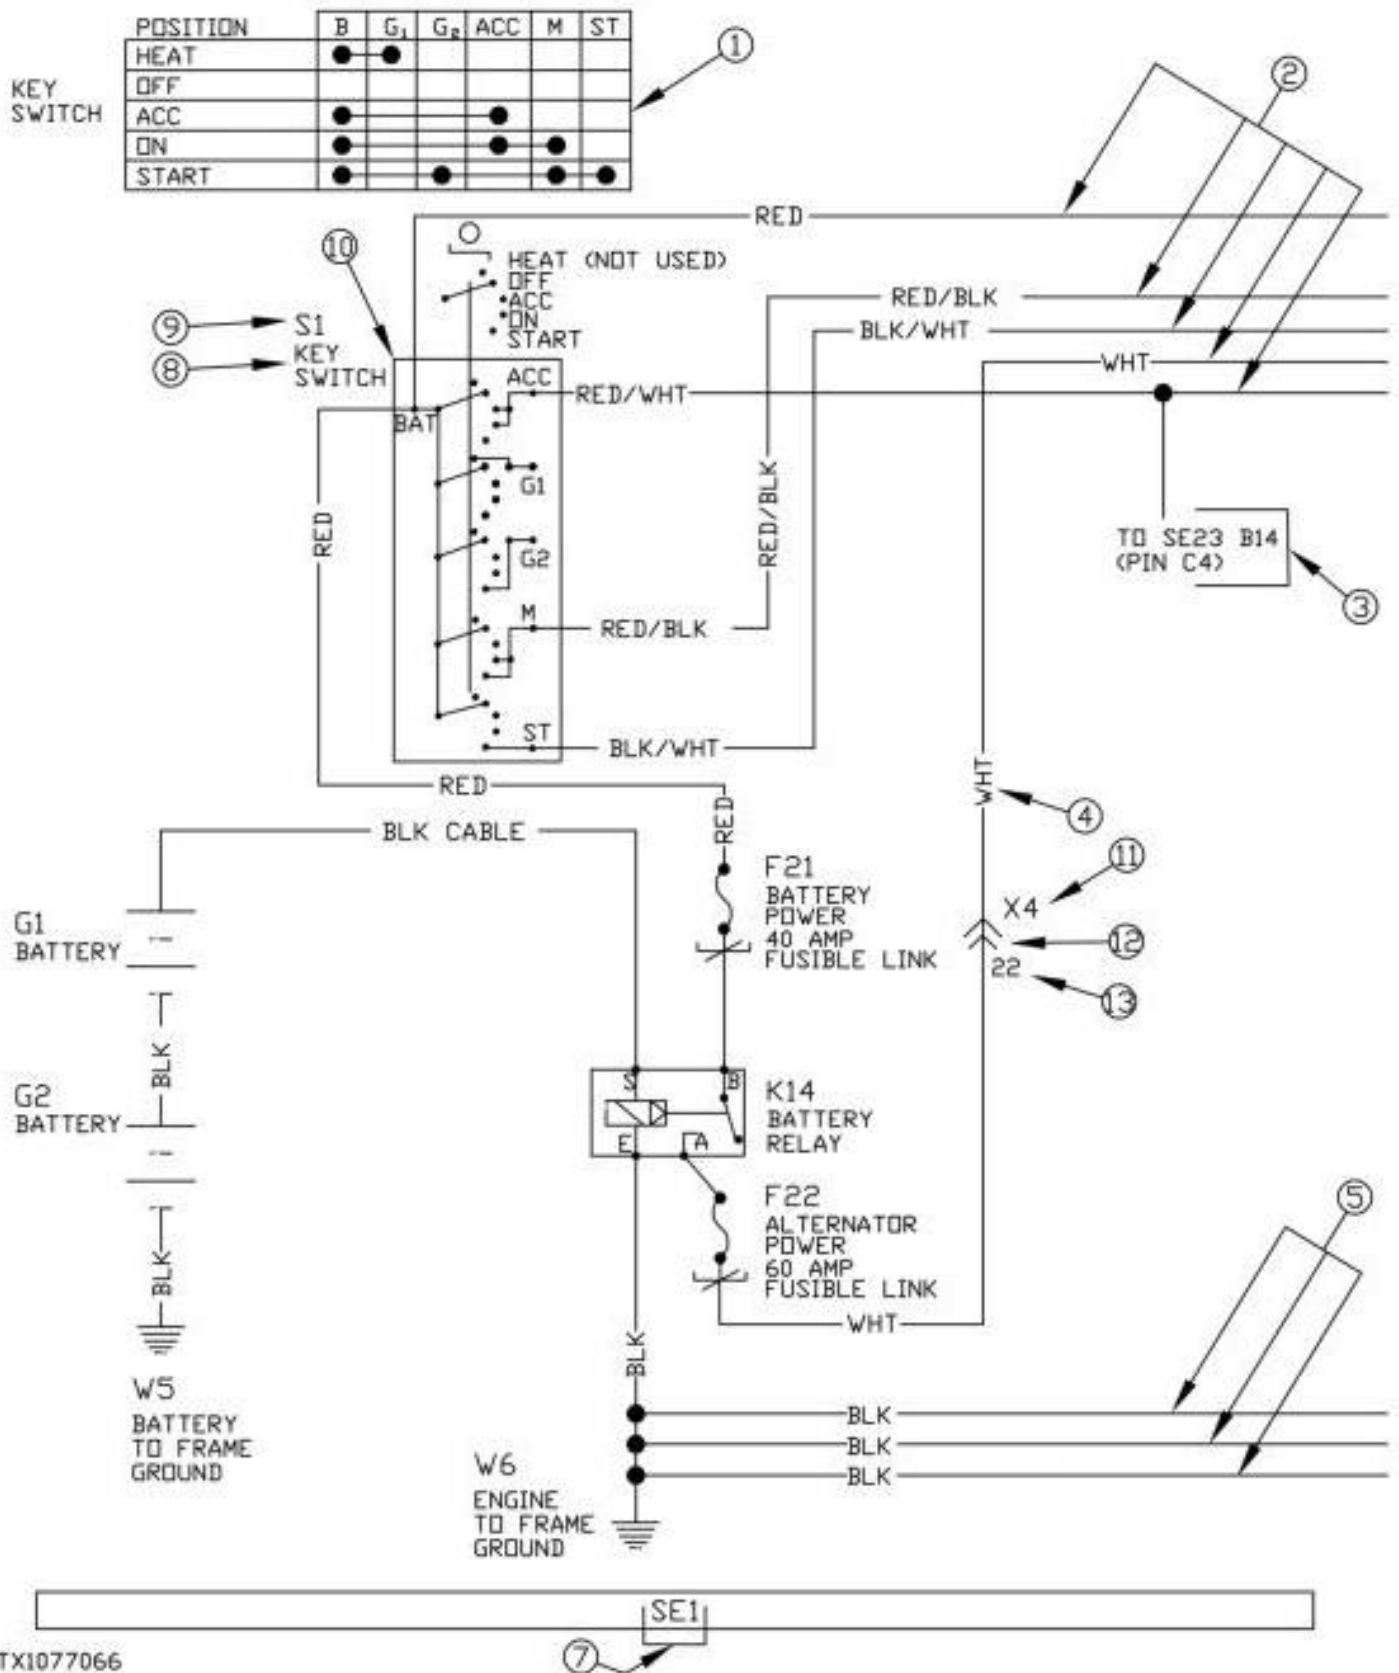 POSITION B G₁ G₂ ACC M ST
HEAT
OFF
ACC
ON
START
KEY
SWITCH
1
2
RED
10
HEAT (NOT USED)
OFF
ACC
ON
START
RED/BLK
BLK/WHT
WHT
9
S1
8
KEY
SWITCH
ACC
RED/WHT
BAT
G1
G2
RED
RED/BLK
TO SE23 B14
(PIN C4)
3
M
RED/BLK
ST
BLK/WHT
RED
RED
WHT
4
BLK CABLE
F21
BATTERY
POWER
40 AMP
FUSIBLE LINK
11
X4
12
22
13
G1
BATTERY
BLK
G2
BATTERY
S
B
E
A
K14
BATTERY
RELAY
F22
ALTERNATOR
POWER
60 AMP
FUSIBLE LINK
5
BLK
WHT
BLK
W5
BATTERY
TO FRAME
GROUND
BLK
BLK
BLK
W6
ENGINE
TO FRAME
GROUND
SE1
7
TX1077066